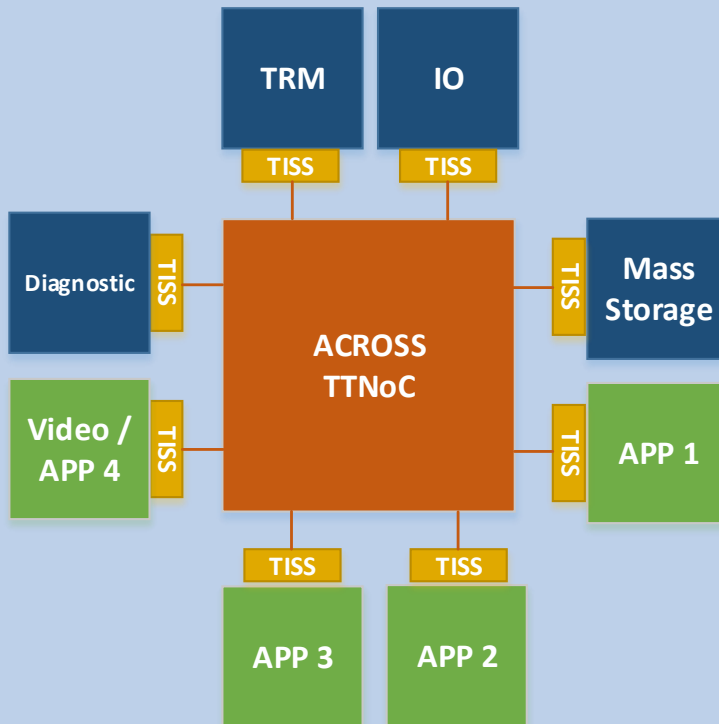 TRM
IO
TISS
TISS
Diagnostic
TISS
TISS
Mass
Storage
ACROSS
TTNoC
Video /
APP 4
TISS
TISS
APP 1
TISS
TISS
APP 3
APP 2